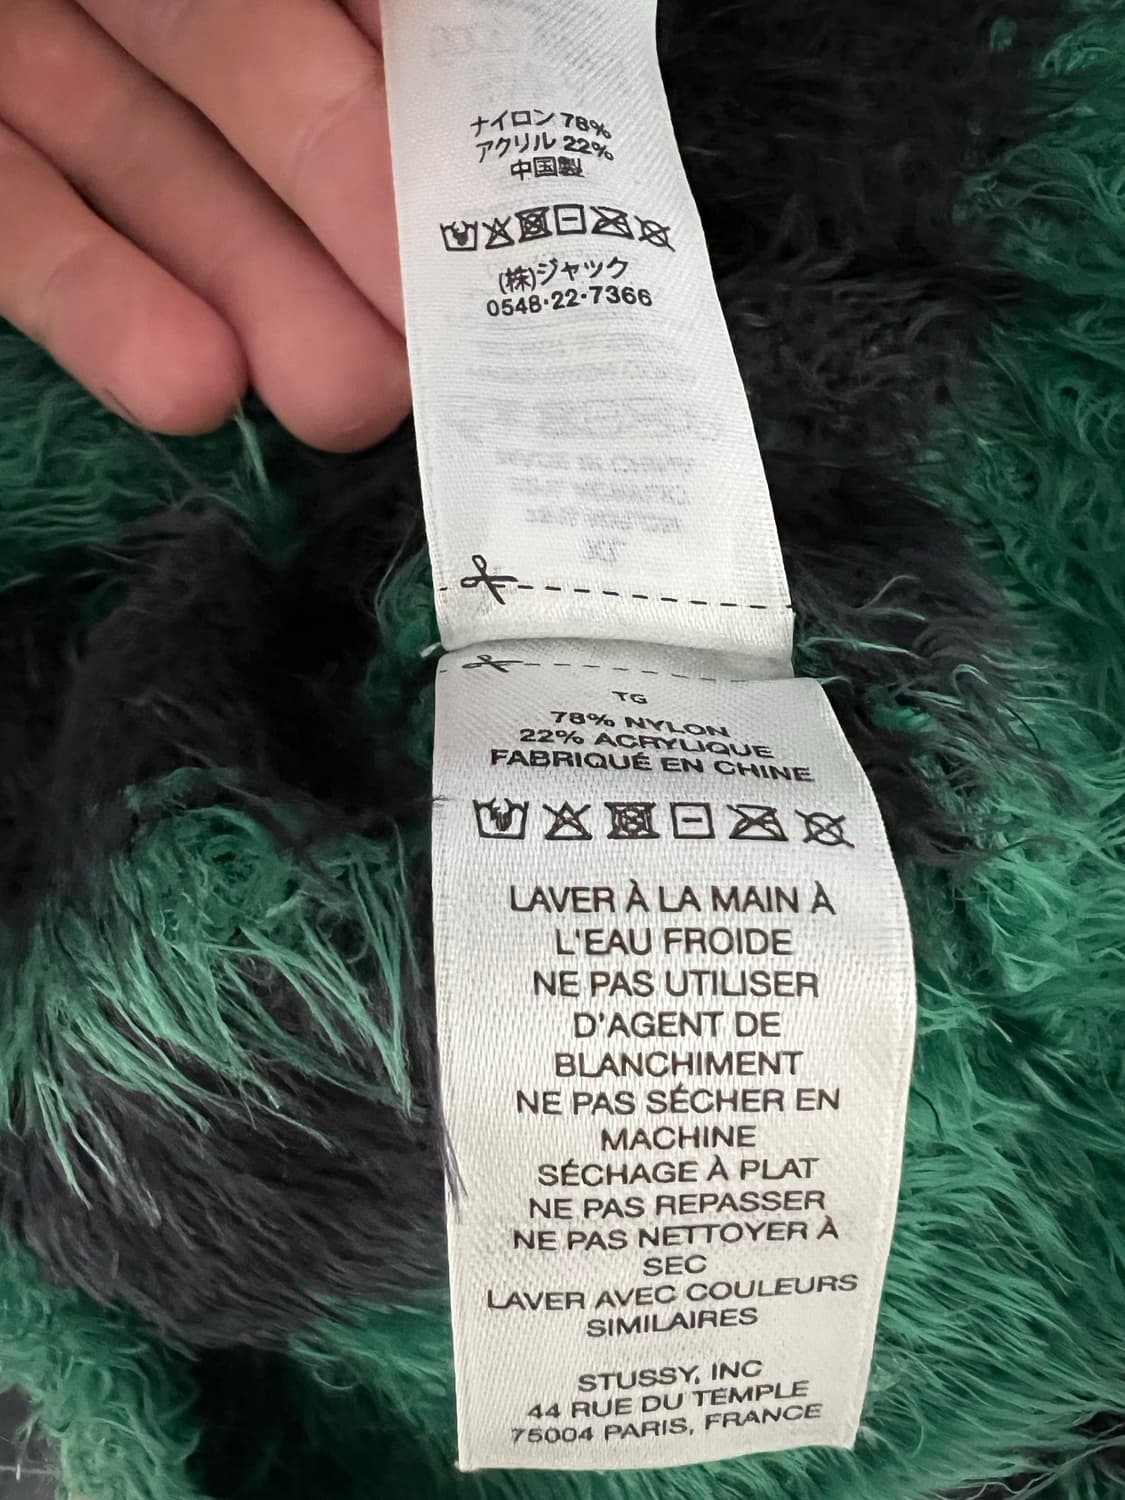 ナイロン 78%
アクリル 22%
中国製
(株)ジャック
0548·22·7366
TG
78% NYLON
22% ACRYLIQUE
FABRIQUÉ EN CHINE
LAVER À LA MAIN À
L'EAU FROIDE
NE PAS UTILISER
D'AGENT DE
BLANCHIMENT
NE PAS SÉCHER EN
MACHINE
SÉCHAGE À PLAT
NE PAS REPASSER
NE PAS NETTOYER À
SEC
LAVER AVEC COULEURS
SIMILAIRES
STUSSY, INC
44 RUE DU TEMPLE
75004 PARIS, FRANCE